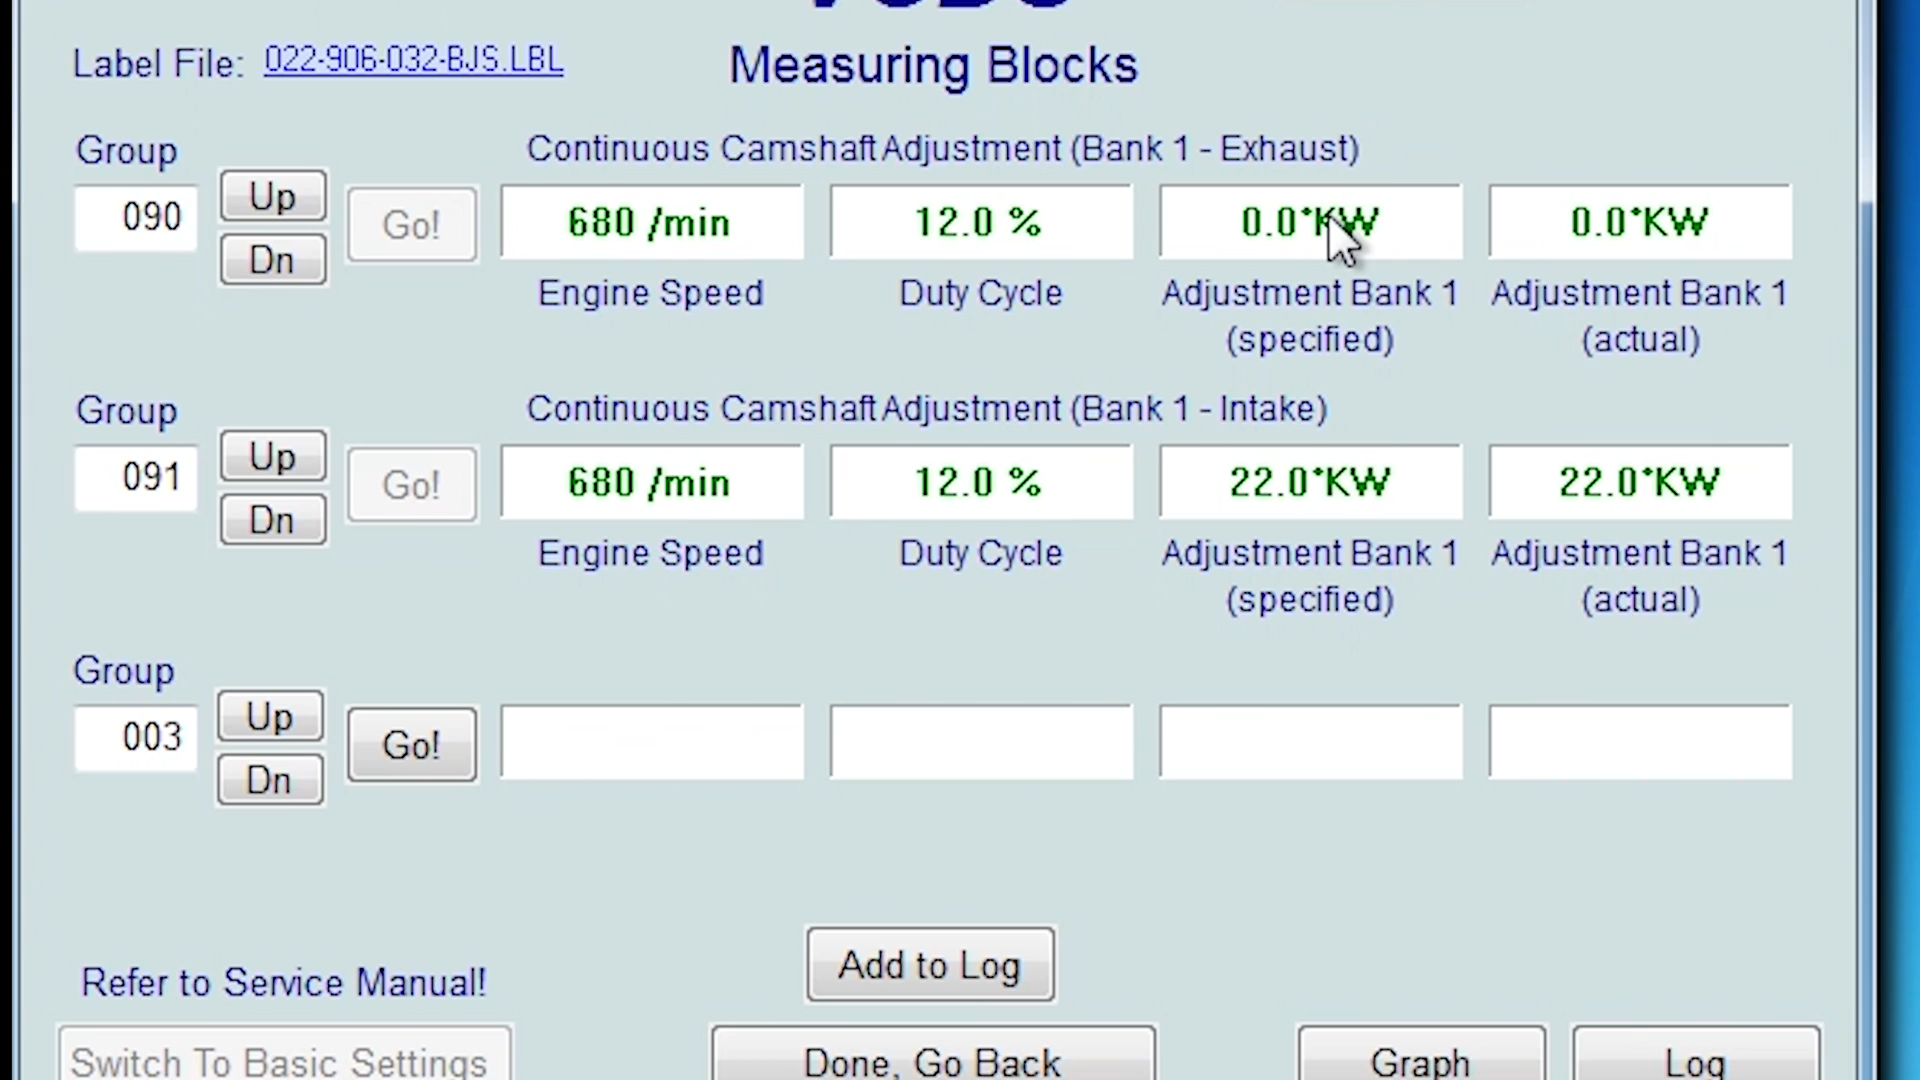 Label File: 022-906-032-BJS.LBL
Measuring Blocks
Group
Continuous Camshaft Adjustment (Bank 1 - Exhaust)
090 Up Dn Go! 680 /min 12.0 % 0.0°KW 0.0°KW
Engine Speed Duty Cycle Adjustment Bank 1 (specified) Adjustment Bank 1 (actual)
Group
Continuous Camshaft Adjustment (Bank 1 - Intake)
091 Up Dn Go! 680 /min 12.0 % 22.0°KW 22.0°KW
Engine Speed Duty Cycle Adjustment Bank 1 (specified) Adjustment Bank 1 (actual)
Group
003 Up Dn Go!
Add to Log
Refer to Service Manual!
Switch To Basic Settings Done, Go Back Graph Log